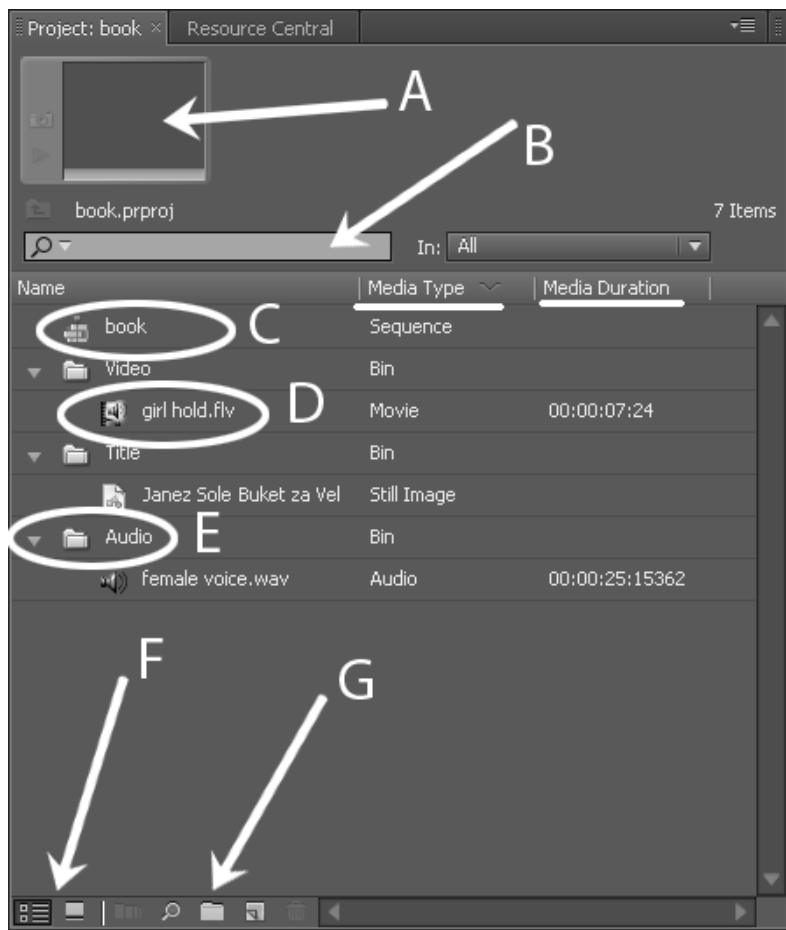 Project: book × Resource Central
A
B
book.prproj 7 Items
In: All
Name Media Type Media Duration
book Sequence
C
Video Bin
girl hold.flv Movie 00:00:07:24
D
Title Bin
Janez Sole Buket za Vel Still Image
Audio Bin
E
female voice.wav Audio 00:00:25:15362
F
G